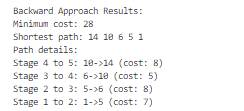 Backward Approach Results:
Minimum cost: 28
Shortest path: 14 10 6 5 1
Path details:
Stage 4 to 5: 10->14 (cost: 8)
Stage 3 to 4: 6->10 (cost: 5)
Stage 2 to 3: 5->6 (cost: 8)
Stage 1 to 2: 1->5 (cost: 7)